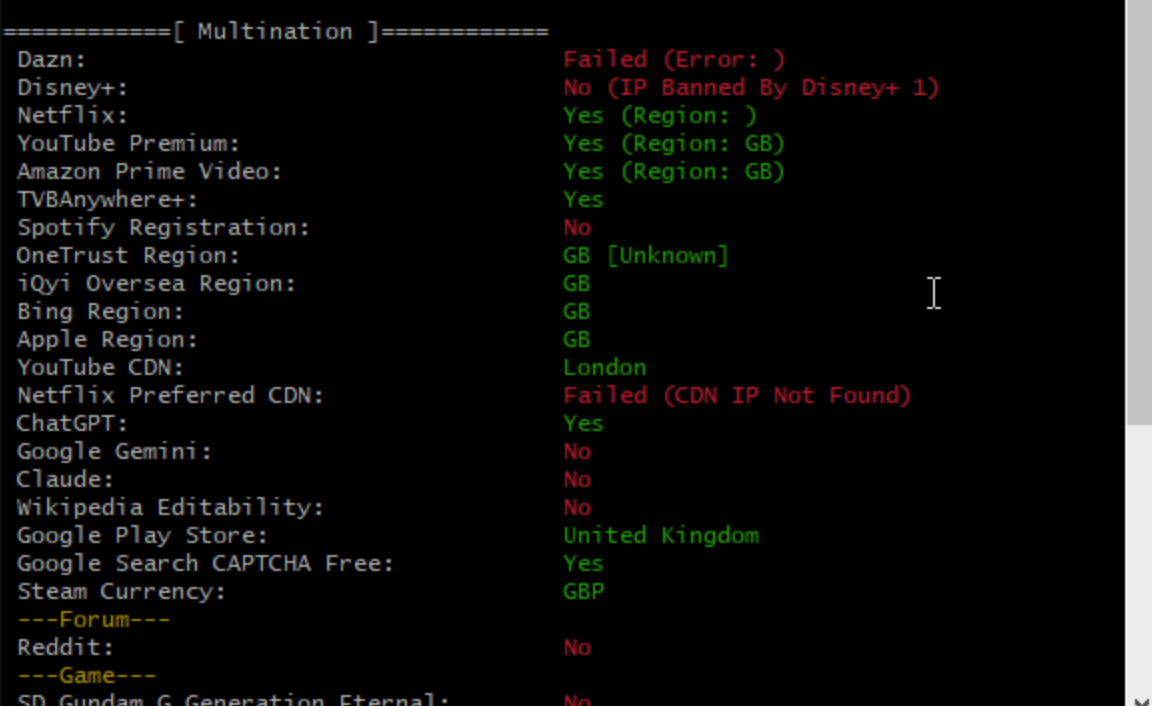 ============[ Multination ]============
Dazn: Failed (Error: )
Disney+: No (IP Banned By Disney+ 1)
Netflix: Yes (Region: )
YouTube Premium: Yes (Region: GB)
Amazon Prime Video: Yes (Region: GB)
TVBAnywhere+: Yes
Spotify Registration: No
OneTrust Region: GB [Unknown]
iQyi Oversea Region: GB
Bing Region: GB
Apple Region: GB
YouTube CDN: London
Netflix Preferred CDN: Failed (CDN IP Not Found)
ChatGPT: Yes
Google Gemini: No
Claude: No
Wikipedia Editability: No
Google Play Store: United Kingdom
Google Search CAPTCHA Free: Yes
Steam Currency: GBP
---Forum---
Reddit: No
---Game---
SD Gundam G Generation Eternal: No